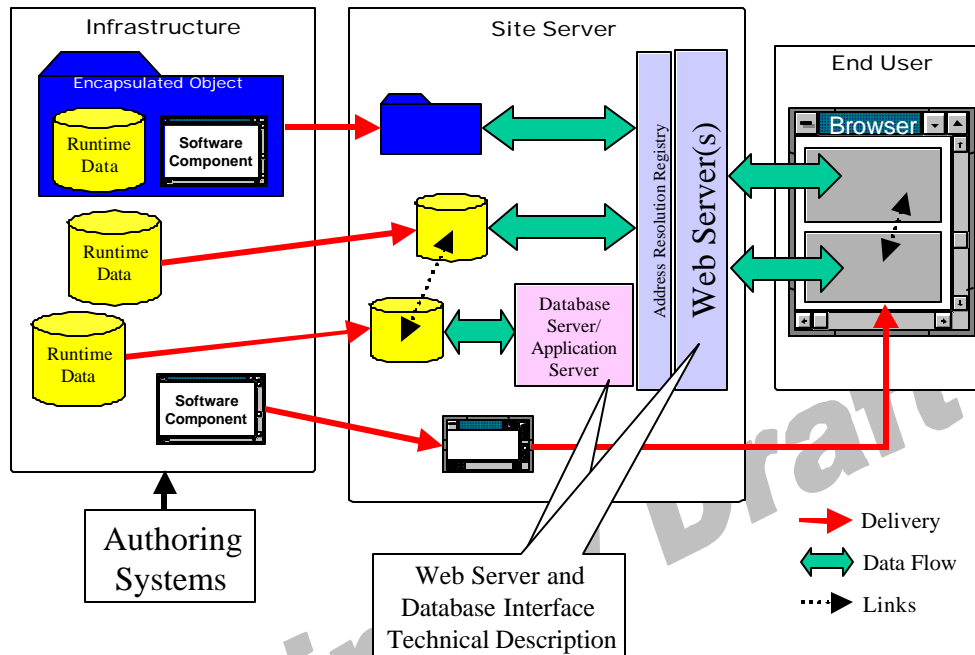 Infrastructure
Encapsulated Object
Runtime
Data
Software
Component
Runtime
Data
Runtime
Data
Software
Component
Authoring
Systems
Site Server
Database
Server/
Application
Server
Address Resolution Registry
Web Server(s)
Web Server and
Database Interface
Technical Description
End User
Browser
Draft
Delivery
Data Flow
Links